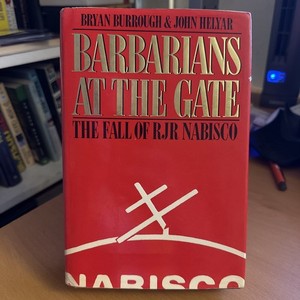 BRYAN BURROUGH & JOHN HELYAR
BARBARIANS
AT THE GATE
THE FALL OF RJR NABISCO
NABISCO